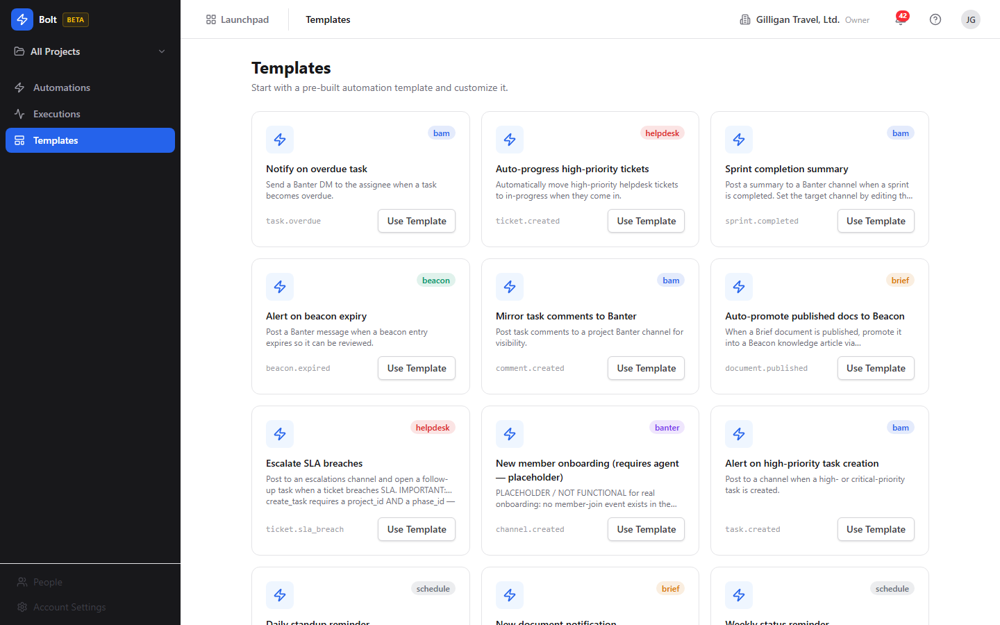 Bolt BETA
All Projects
Automations
Executions
Templates
People
Account Settings
Launchpad
Templates
Gilligan Travel, Ltd. Owner
42
JG
Templates
Start with a pre-built automation template and customize it.
bam
Notify on overdue task
Send a Banter DM to the assignee when a task
becomes overdue.
task.overdue
Use Template
helpdesk
Auto-progress high-priority tickets
Automatically move high-priority helpdesk tickets
to in-progress when they come in.
ticket.created
Use Template
bam
Sprint completion summary
Post a summary to a Banter channel when a sprint
is completed. Set the target channel by editing th...
sprint.completed
Use Template
beacon
Alert on beacon expiry
Post a Banter message when a beacon entry
expires so it can be reviewed.
beacon.expired
Use Template
bam
Mirror task comments to Banter
Post task comments to a project Banter channel for
visibility.
comment.created
Use Template
brief
Auto-promote published docs to Beacon
When a Brief document is published, promote it
into a Beacon knowledge article via...
document.published
Use Template
helpdesk
Escalate SLA breaches
Post to an escalations channel and open a follow-
up task when a ticket breaches SLA. IMPORTANT:...
create_task requires a project_id AND a phase_id —
ticket.sla_breach
Use Template
banter
New member onboarding (requires agent
— placeholder)
PLACEHOLDER / NOT FUNCTIONAL for real
onboarding: no member-join event exists in the...
channel.created
Use Template
bam
Alert on high-priority task creation
Post to a channel when a high- or critical-priority
task is created.
task.created
Use Template
schedule
Daily standup reminder
brief
New document notification
schedule
Weekly status reminder